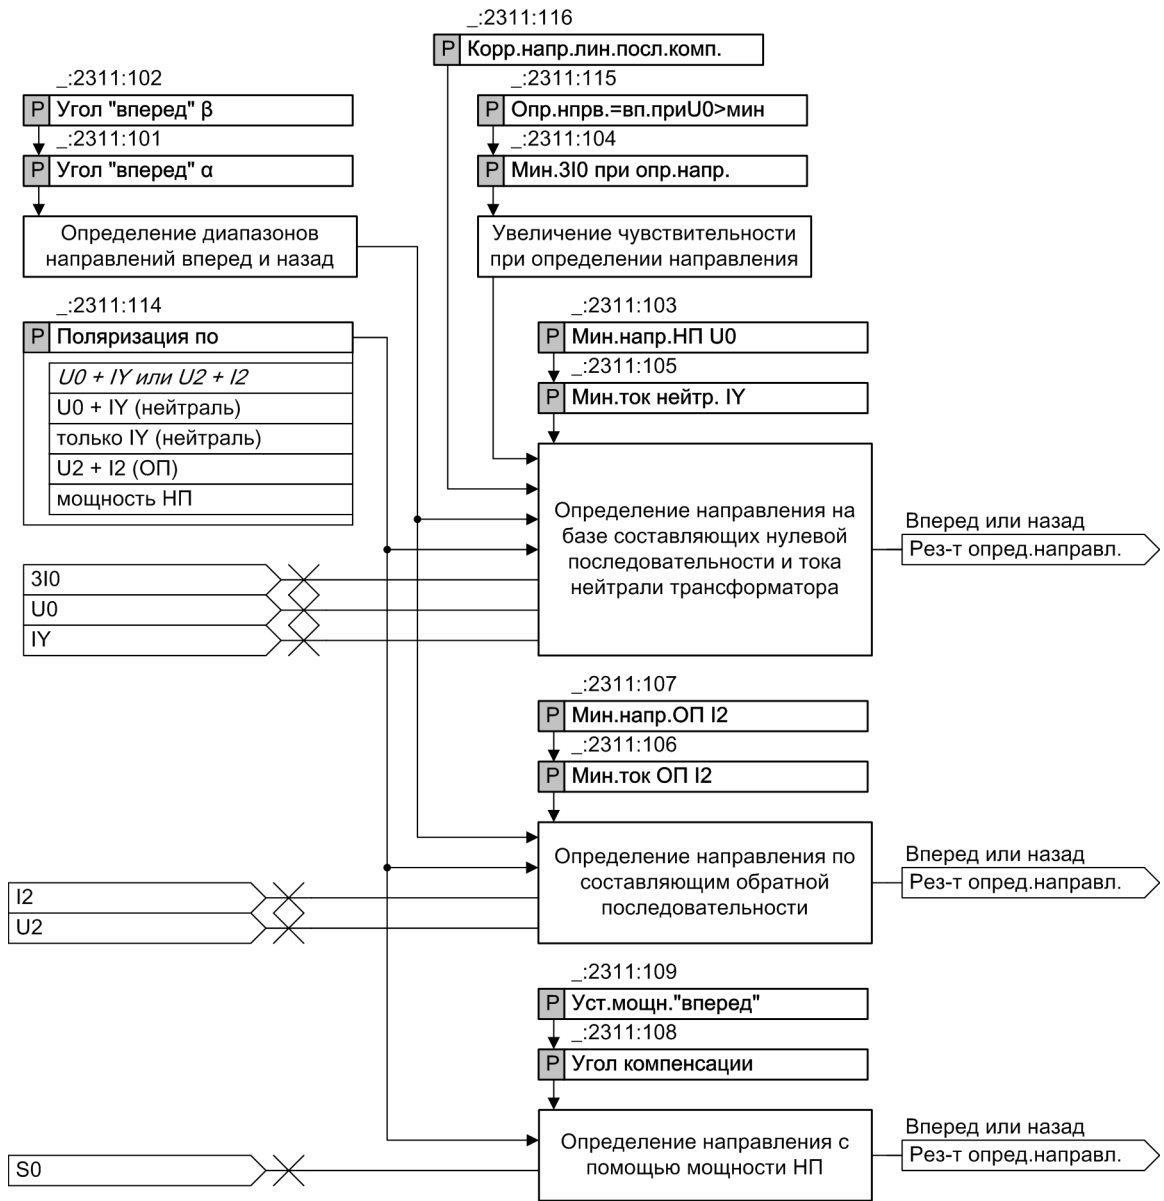 _:2311:116
P Корр.напр.лин.посл.комп.
_:2311:102
P Угол "вперед" β
_:2311:101
P Угол "вперед" α
Определение диапазонов
направлений вперед и назад
_:2311:115
P Опр.нпрв.=вп.приU0>мин
_:2311:104
P Мин.3I0 при опр.напр.
Увеличение чувствительности
при определении направления
_:2311:114
P Поляризация по
U0 + IY или U2 + I2
U0 + IY (нейтраль)
только IY (нейтраль)
U2 + I2 (ОП)
мощность НП
_:2311:103
P Мин.напр.НП U0
_:2311:105
P Мин.ток нейтр. IY
3I0
U0
IY
Определение направления на
базе составляющих нулевой
последовательности и тока
нейтрали трансформатора
Вперед или назад
Рез-т опред.направл.
_:2311:107
P Мин.напр.ОП I2
_:2311:106
P Мин.ток ОП I2
I2
U2
Определение направления по
составляющим обратной
последовательности
Вперед или назад
Рез-т опред.направл.
_:2311:109
P Уст.мощн."вперед"
_:2311:108
P Угол компенсации
S0
Определение направления с
помощью мощности НП
Вперед или назад
Рез-т опред.направл.